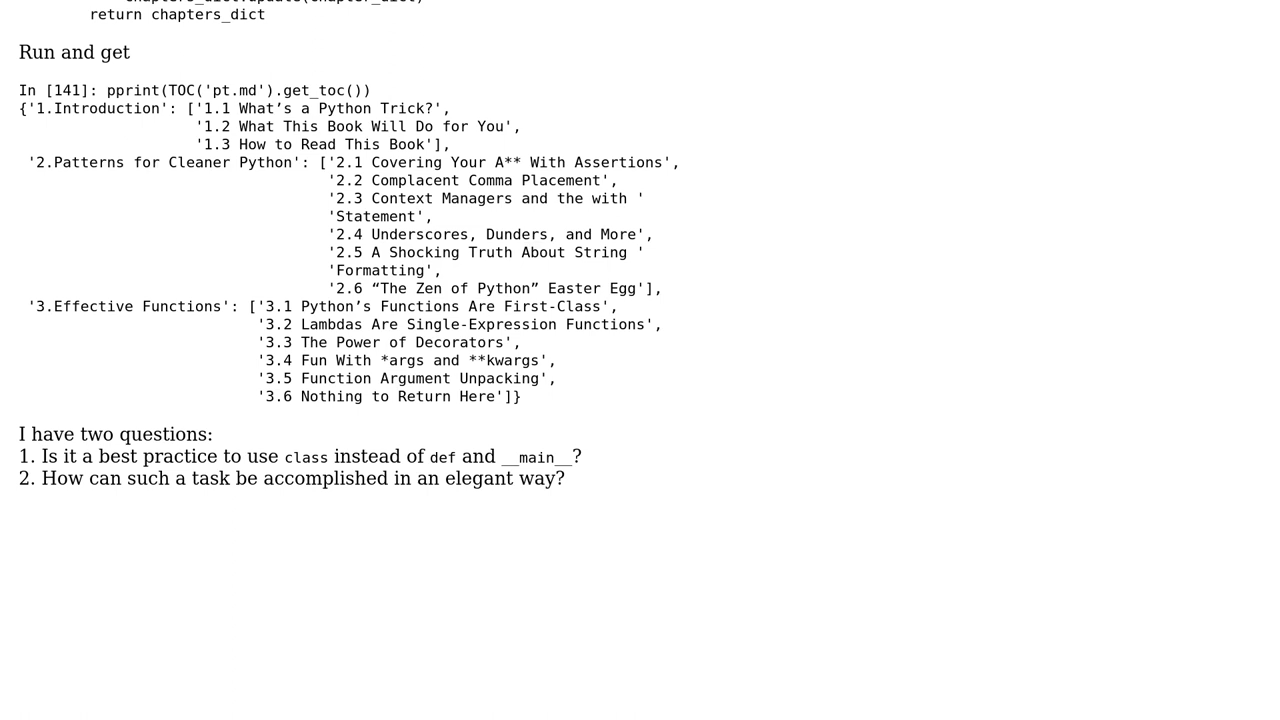 return chapters_dict
Run and get
In [141]: pprint(TOC('pt.md').get_toc())
{'1.Introduction': ['1.1 What’s a Python Trick?',
'1.2 What This Book Will Do for You',
'1.3 How to Read This Book'],
'2.Patterns for Cleaner Python': ['2.1 Covering Your A** With Assertions',
'2.2 Complacent Comma Placement',
'2.3 Context Managers and the with '
'Statement',
'2.4 Underscores, Dunders, and More',
'2.5 A Shocking Truth About String '
'Formatting',
'2.6 “The Zen of Python” Easter Egg'],
'3.Effective Functions': ['3.1 Python’s Functions Are First-Class',
'3.2 Lambdas Are Single-Expression Functions',
'3.3 The Power of Decorators',
'3.4 Fun With *args and **kwargs',
'3.5 Function Argument Unpacking',
'3.6 Nothing to Return Here']}
I have two questions:
1. Is it a best practice to use class instead of def and __main__?
2. How can such a task be accomplished in an elegant way?